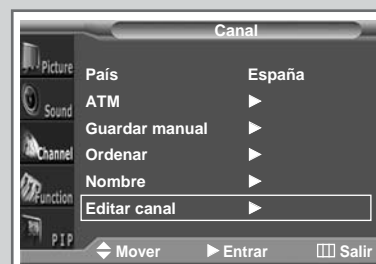 Canal
Picture
Sound
Channel
Function
PIP
País España
ATM
Guardar manual
Ordenar
Nombre
Editar canal
Mover Entrar Salir